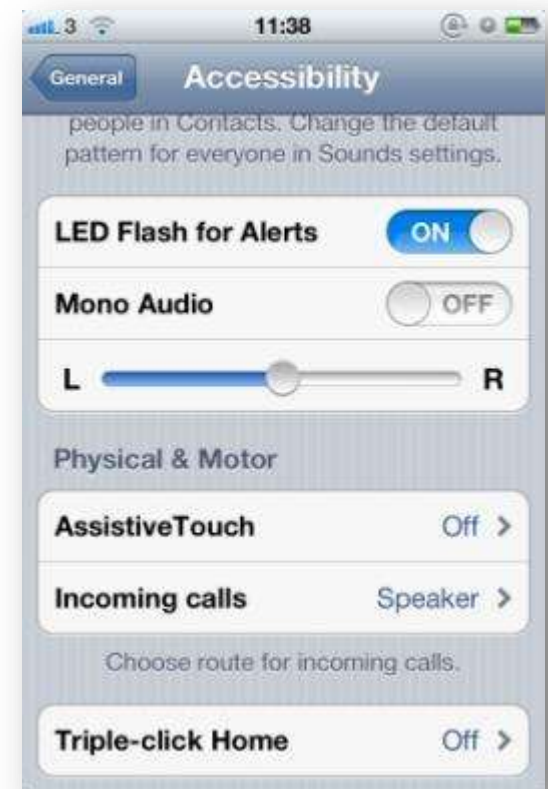 3 11:38
General Accessibility
people in Contacts. Change the default
pattern for everyone in Sounds settings.
LED Flash for Alerts ON
Mono Audio OFF
L R
Physical & Motor
AssistiveTouch Off
Incoming calls Speaker
Choose route for incoming calls.
Triple-click Home Off